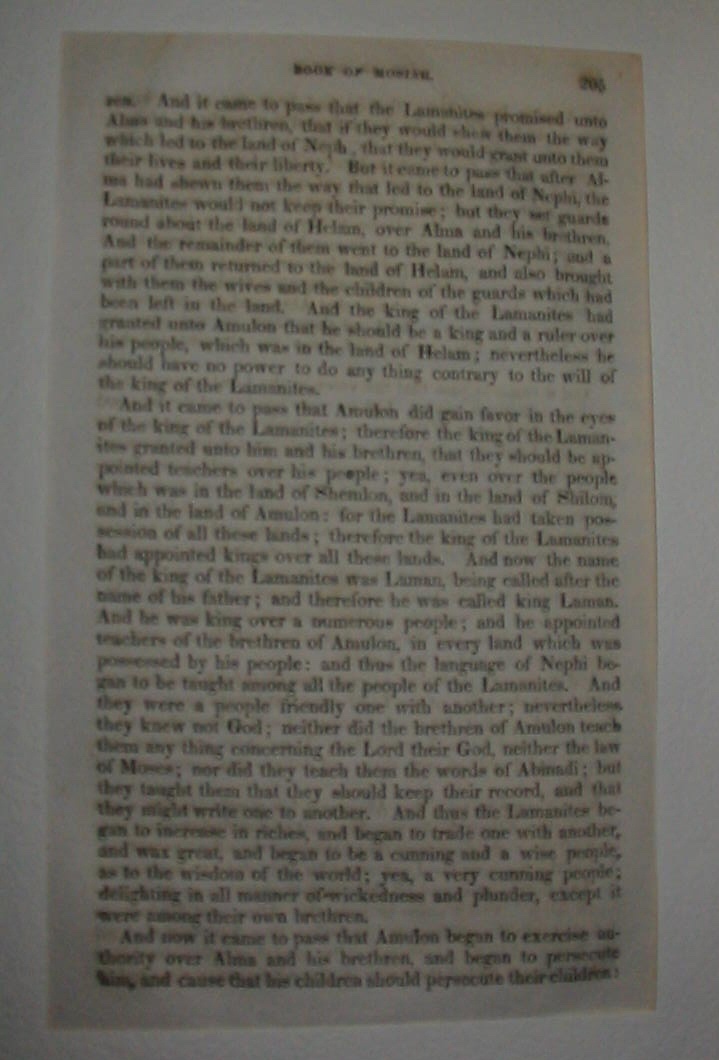 BOOK OF MOSIAH. 205
ren. And it came to pass that the Lamanites promised unto
Alma and his brethren, that if they would shew them the way
which led to the land of Neph , that they would grant unto them
their lives and their liberty. But it came to pass that after Al-
ma had shewn them the way that led to the land of Nephi, the
Lamanites would not keep their promise; but they set guards
round about the land of Helam, over Alma and his brethren.
And the remainder of them went to the land of Nephi; and a
part of them returned to the land of Helam, and also brought
with them the wives and the children of the guards which had
been left in the land. And the king of the Lamanites had
granted unto Amulon that he should be a king and a ruler over
his people, which was in the land of Helam; nevertheless he
should have no power to do any thing contrary to the will of
the king of the Lamanites.
And it came to pass that Amulon did gain favor in the eyes
of the king of the Lamanites; therefore the king of the Laman-
ites granted unto him and his brethren, that they should be ap-
pointed teachers over his people; yea, even over the people
which was in the land of Shemlon, and in the land of Shilom,
and in the land of Amulon: for the Lamanites had taken pos-
session of all these lands; therefore the king of the Lamanites
had appointed kings over all these lands. And now the name
of the king of the Lamanites was Laman, being called after the
name of his father; and therefore he was called king Laman.
And he was king over a numerous people; and he appointed
teachers of the brethren of Amulon, in every land which was
possessed by his people: and thus the language of Nephi be-
gan to be taught among all the people of the Lamanites. And
they were a people friendly one with another; nevertheless
they knew not God; neither did the brethren of Amulon teach
them any thing concerning the Lord their God, neither the law
of Moses; nor did they teach them the words of Abinadi; but
they taught them that they should keep their record, and that
they might write one to another. And thus the Lamanites be-
gan to increase in riches, and began to trade one with another,
and wax great, and began to be a cunning and a wise people,
as to the wisdom of the world; yea, a very cunning people;
delighting in all manner of wickedness and plunder, except it
were among their own brethren.
And now it came to pass that Amulon began to exercise au-
thority over Alma and his brethren, and began to persecute
him, and cause that his children should persecute their children: